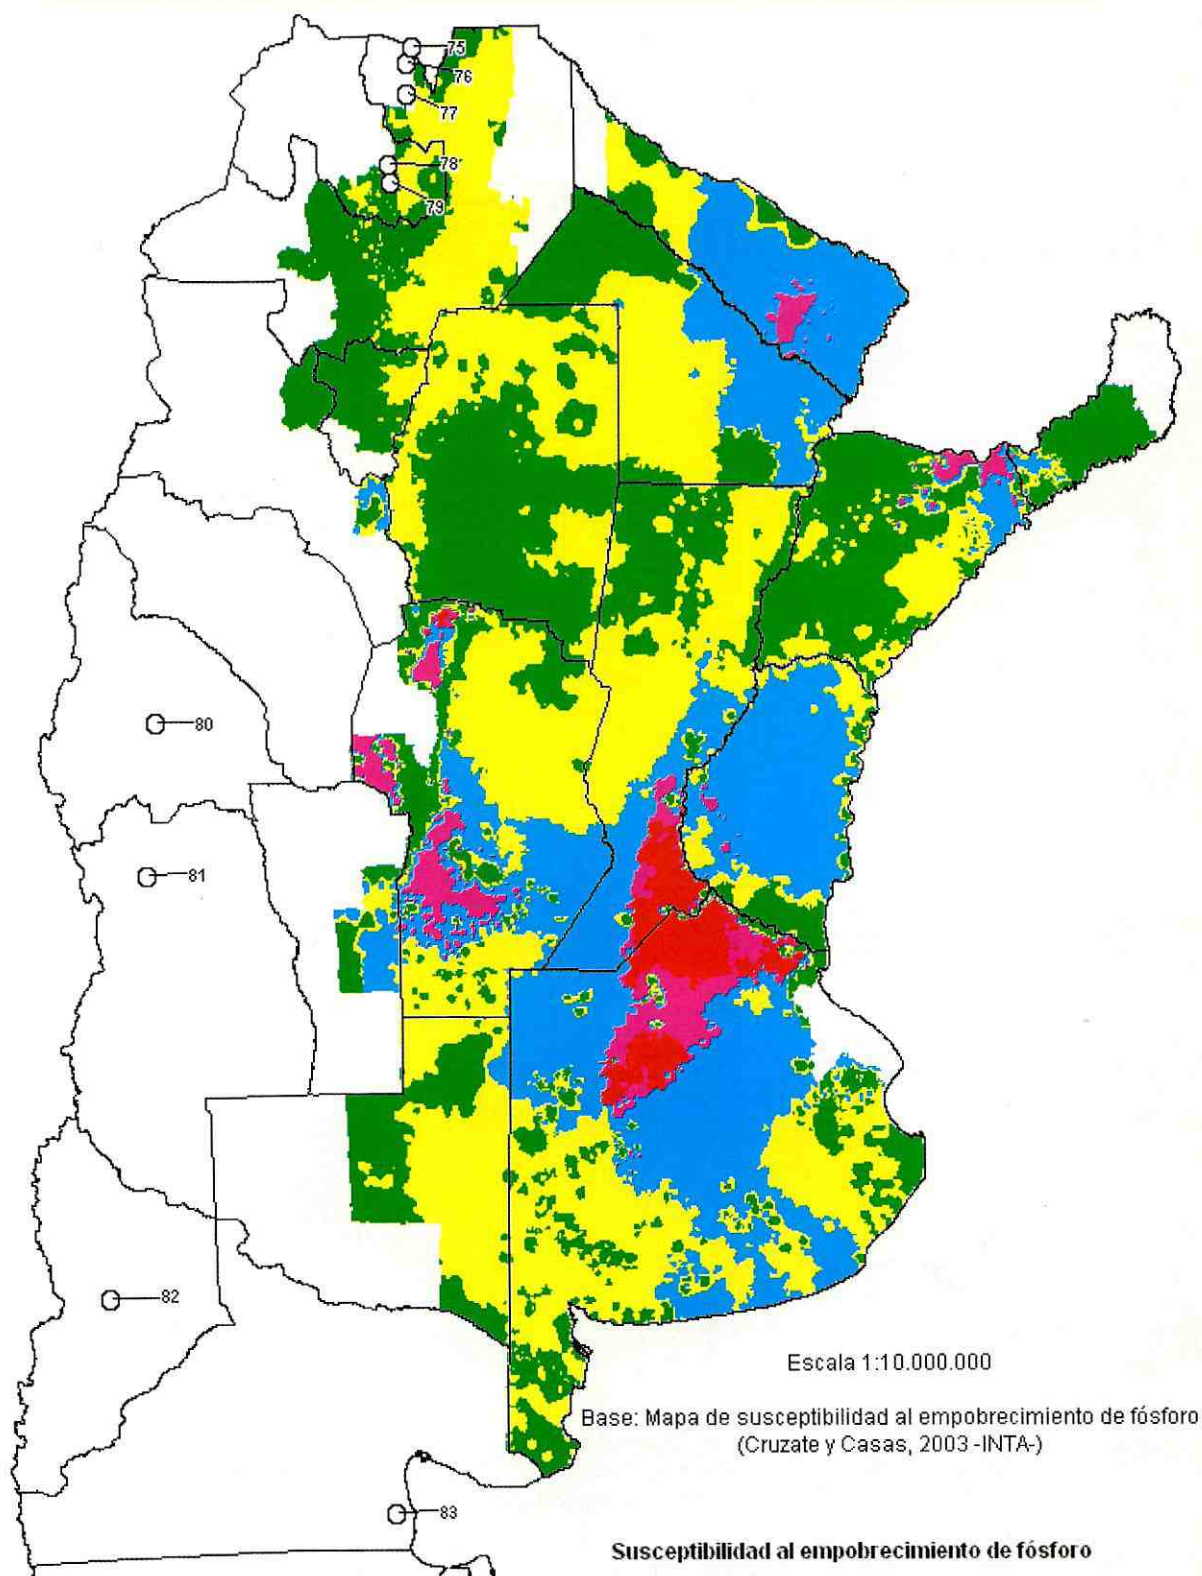 75
76
77
78
79
80
81
82
83
Escala 1:10.000.000
Base: Mapa de susceptibilidad al empobrecimiento de fósforo
(Cruzate y Casas, 2003 -INTA-)
Susceptibilidad al empobrecimiento de fósforo